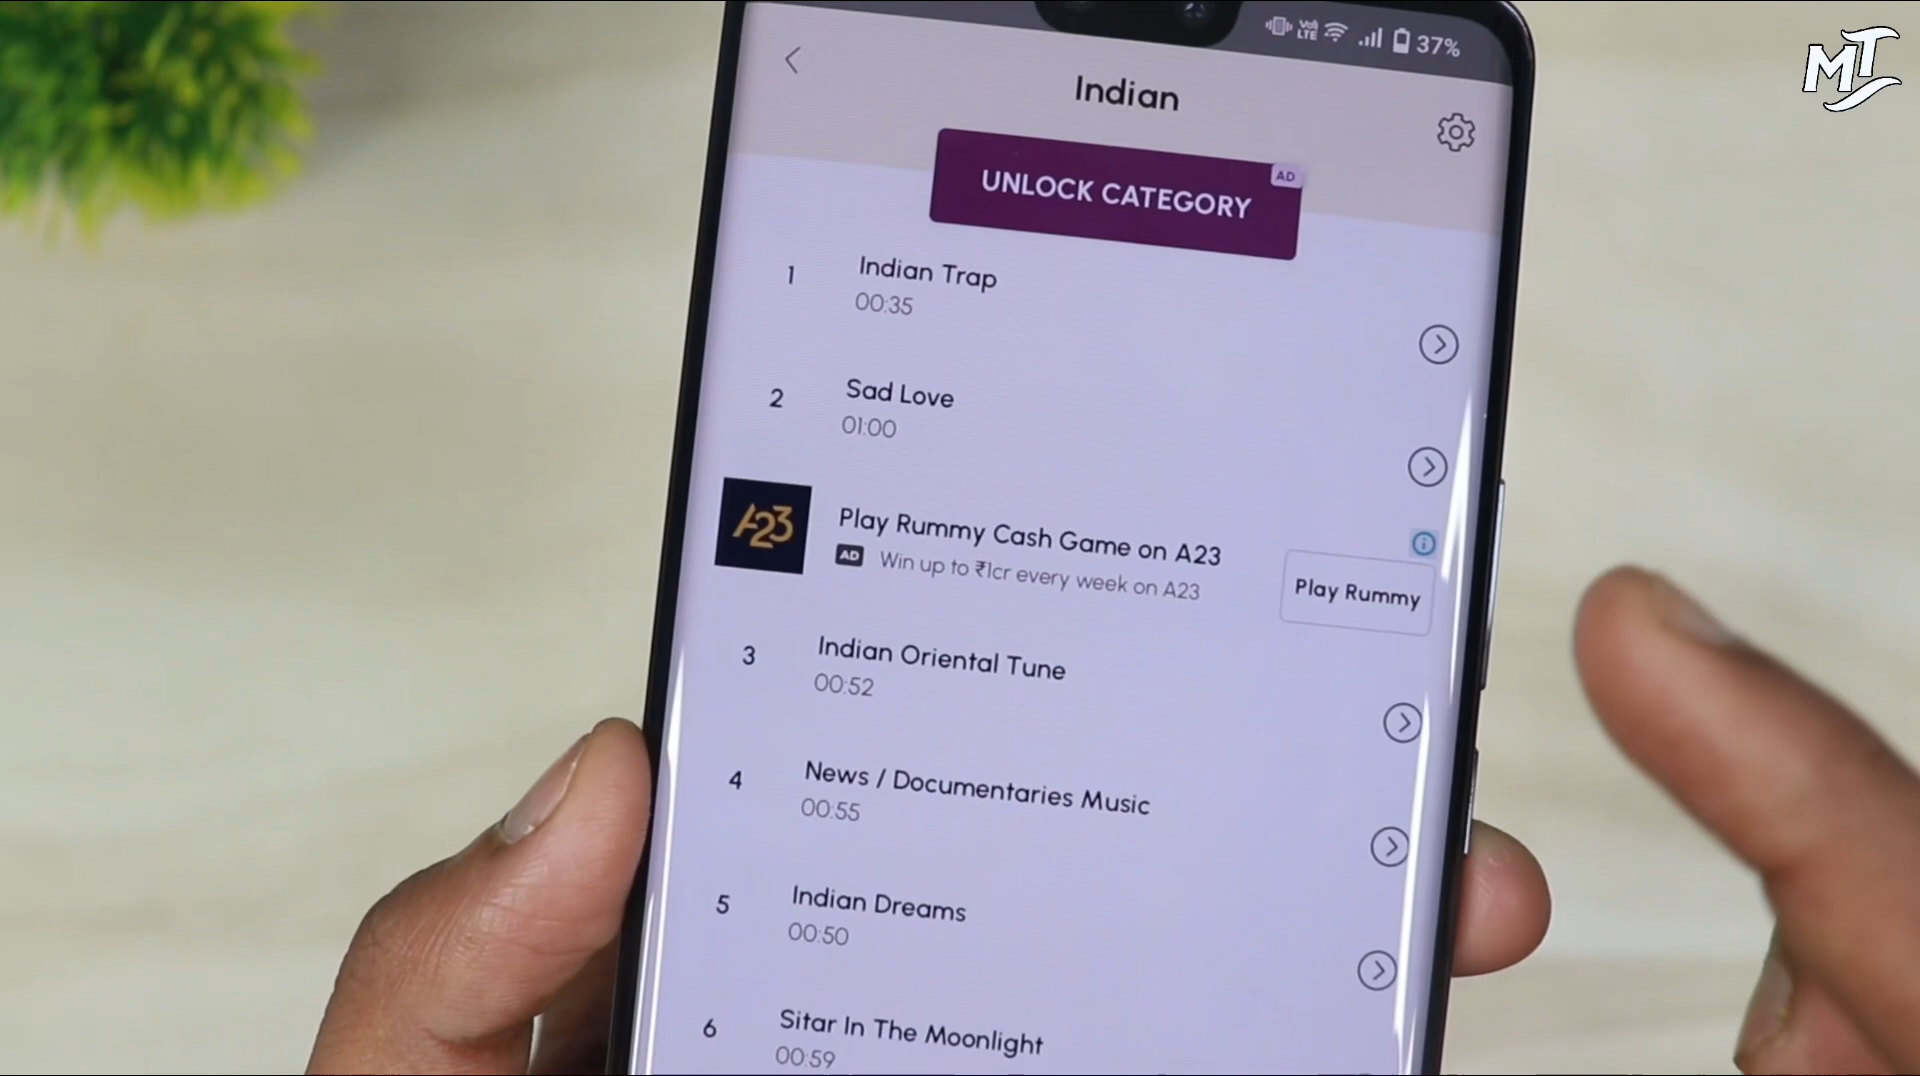 Vo)) LTE 37%
MT
Indian
UNLOCK CATEGORY AD
1 Indian Trap
00:35
2 Sad Love
01:00
A23 Play Rummy Cash Game on A23
AD Win up to ₹1cr every week on A23
Play Rummy
3 Indian Oriental Tune
00:52
4 News / Documentaries Music
00:55
5 Indian Dreams
00:50
6 Sitar In The Moonlight
00:59